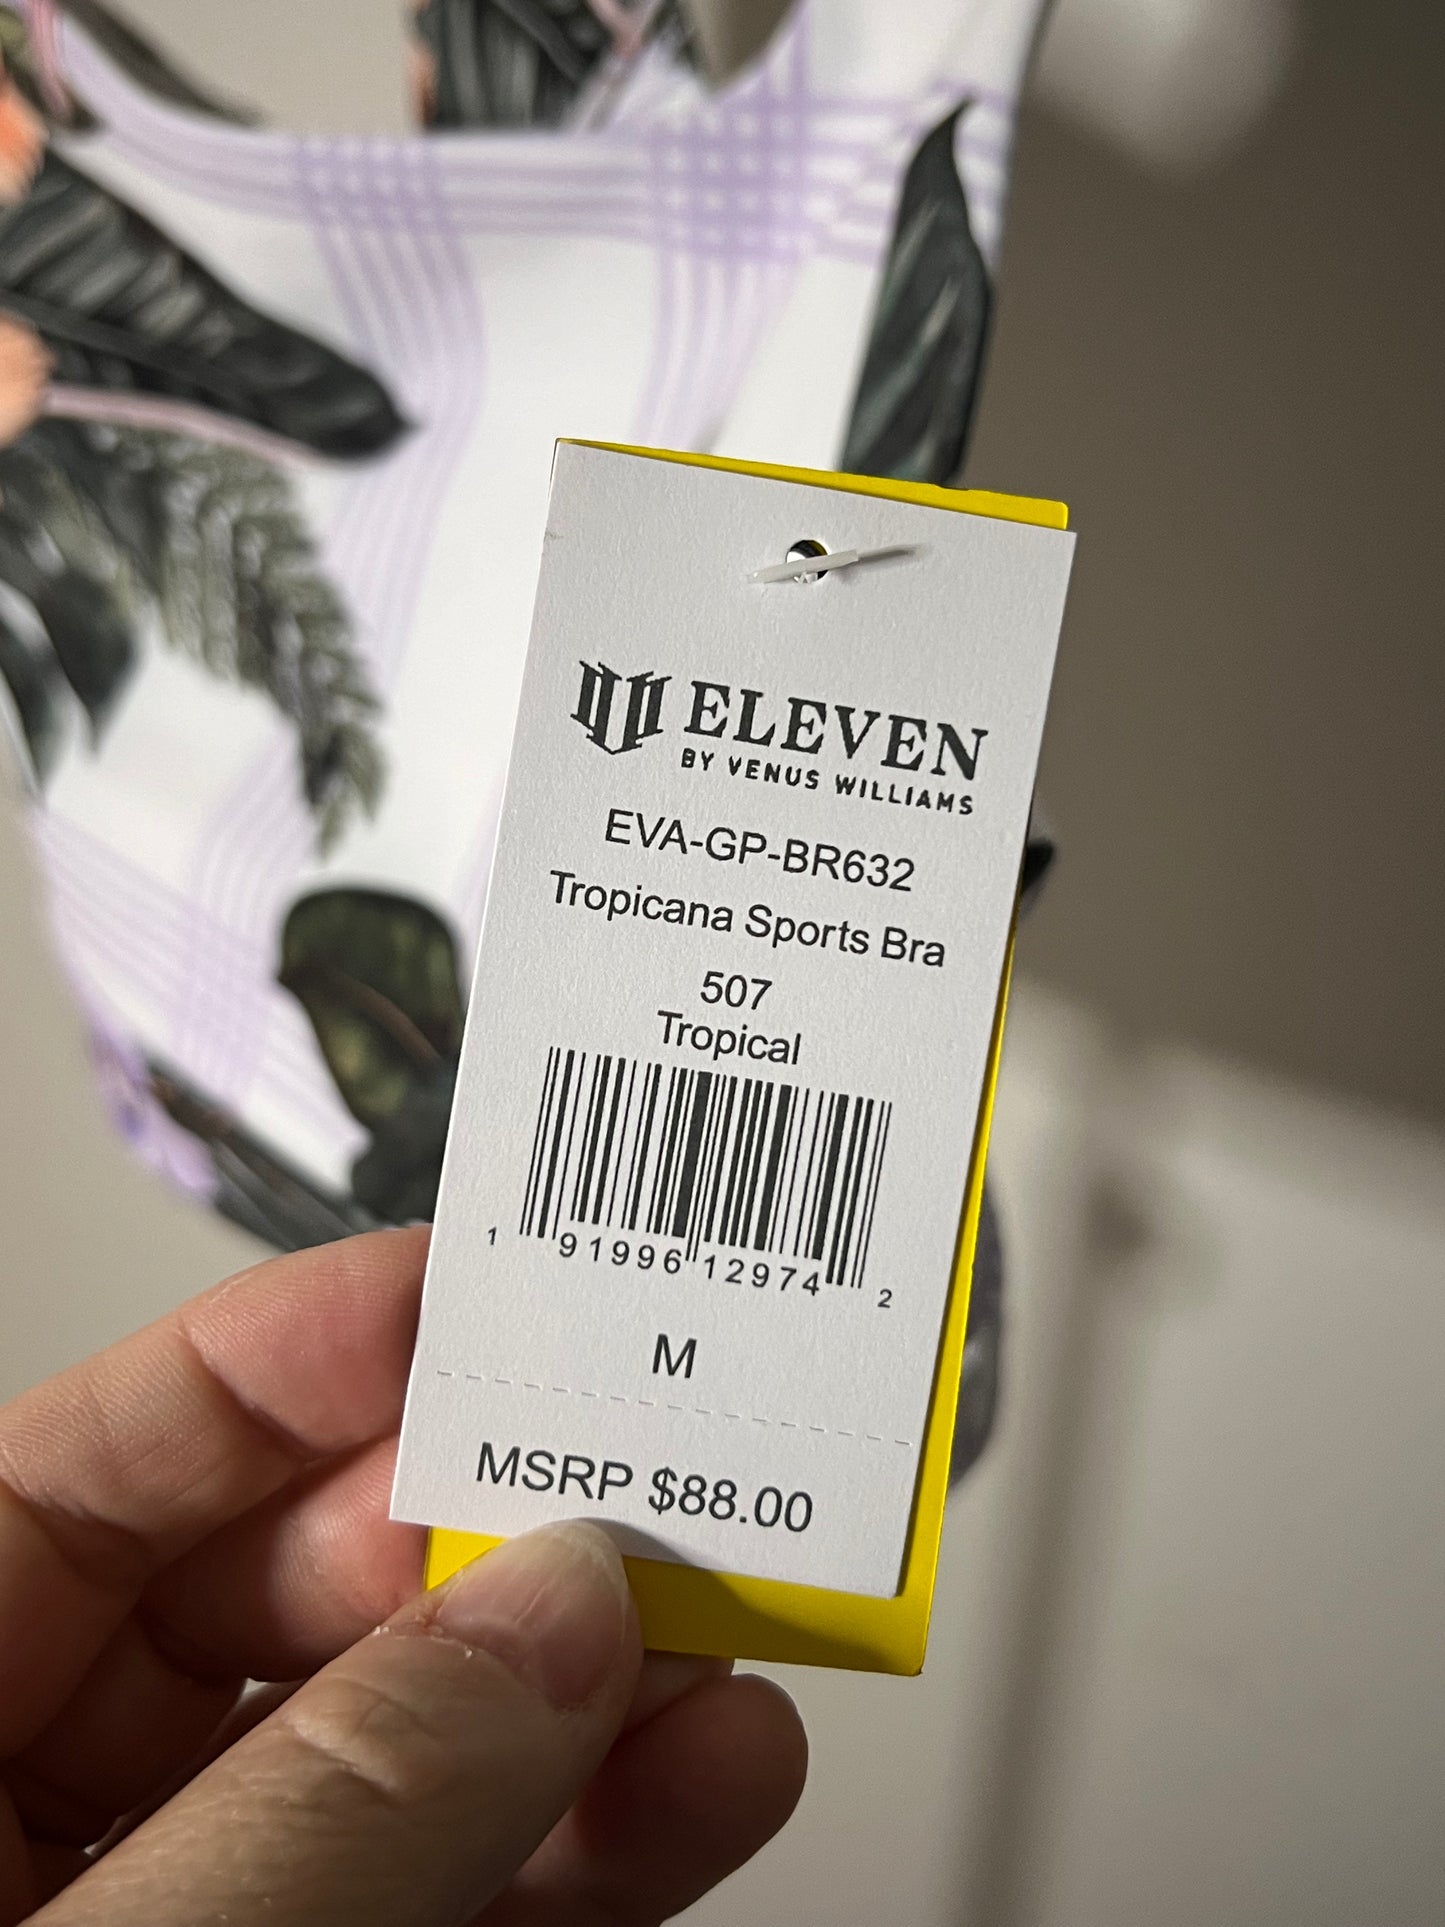 ELEVEN
BY VENUS WILLIAMS
EVA-GP-BR632
Tropicana Sports Bra
507
Tropical
1 91996 12974 2
M
MSRP $88.00